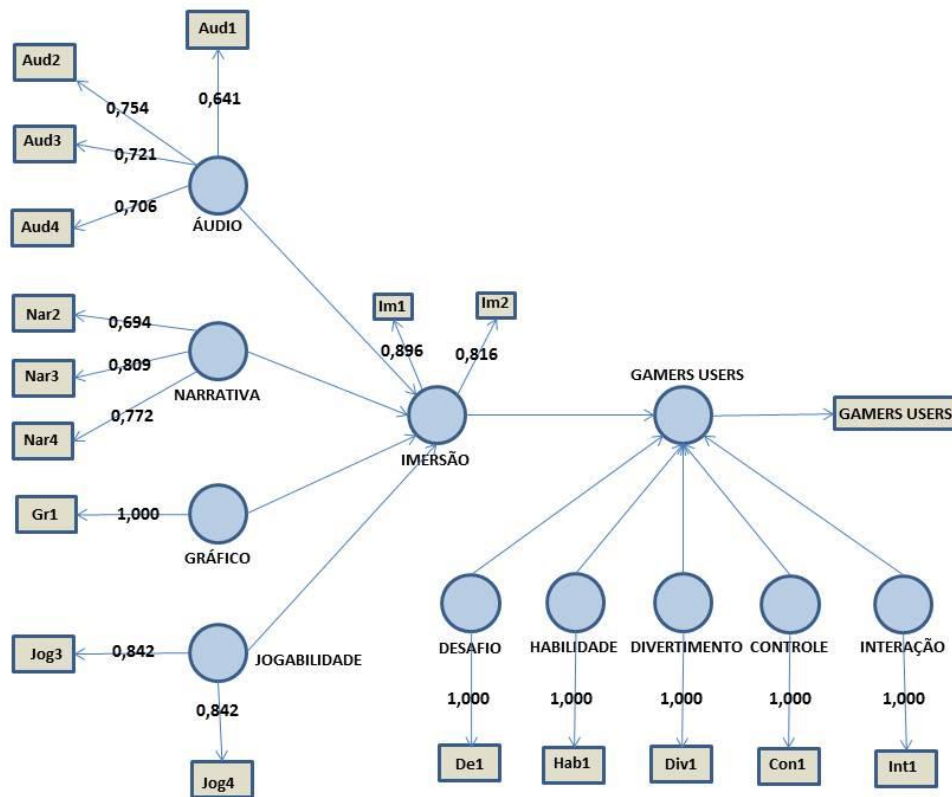 Aud1
Aud2
0,754
0,641
Aud3
0,721
Aud4
0,706
ÁUDIO
Nar2
0,694
Nar3
0,809
Nar4
0,772
NARRATIVA
Im1
Im2
0,896
0,816
IMERSÃO
GAMERS USERS
GAMERS USERS
Gr1
1,000
GRÁFICO
Jog3
0,842
JOGABILIDADE
0,842
Jog4
DESAFIO
HABILIDADE
DIVERTIMENTO
CONTROLE
INTERAÇÃO
1,000
1,000
1,000
1,000
1,000
De1
Hab1
Div1
Con1
Int1